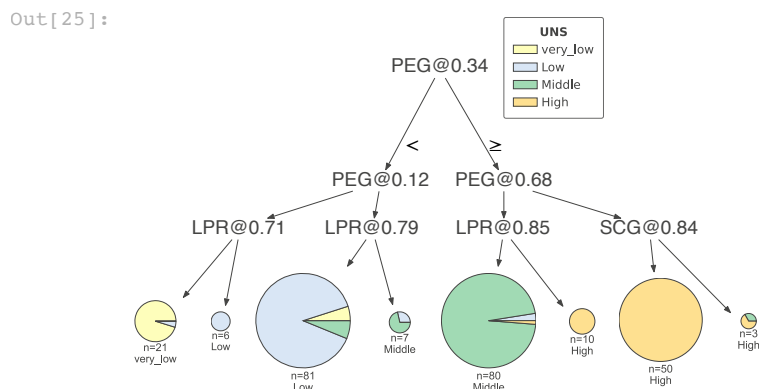 Out[25]:
UNS
very_low
Low
Middle
High
PEG@0.34
< ≥
PEG@0.12 PEG@0.68
LPR@0.71 LPR@0.79 LPR@0.85 SCG@0.84
n=21
very_low
n=6
Low
n=81
Low
n=7
Middle
n=80
Middle
n=10
High
n=50
High
n=3
High